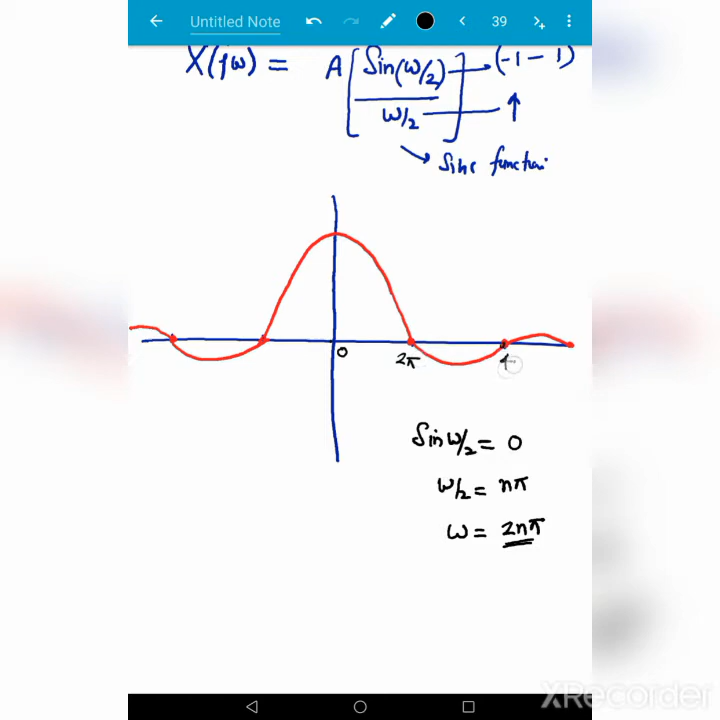 Untitled Note 39
X(jω) = A [ Sin(ω/2) / ω/2 ] → (-1 - 1)
↑
→ Sinc function
0 2π 4
Sin ω/2 = 0
ω/2 = nπ
ω = 2nπ
XRecorder